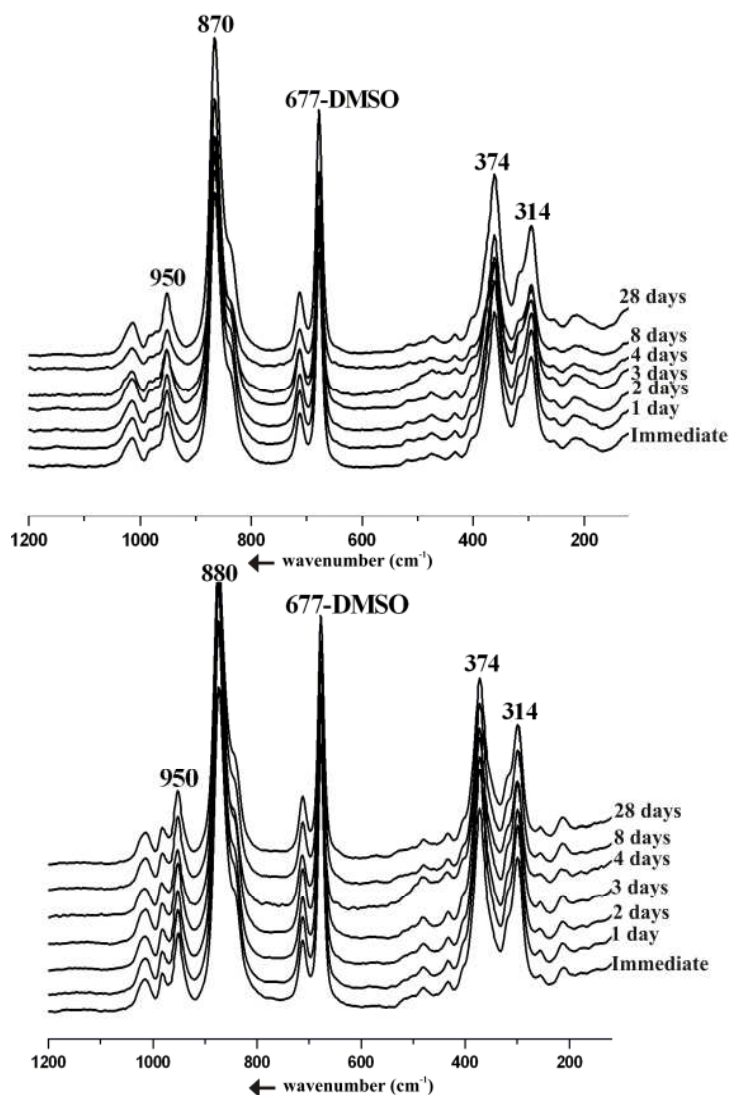 870
677-DMSO
374
314
950
28 days
8 days
4 days
3 days
2 days
1 day
Immediate
1200 1000 800 600 400 200
wavenumber (cm⁻¹)
880
677-DMSO
374
314
950
28 days
8 days
4 days
3 days
2 days
1 day
Immediate
1200 1000 800 600 400 200
wavenumber (cm⁻¹)